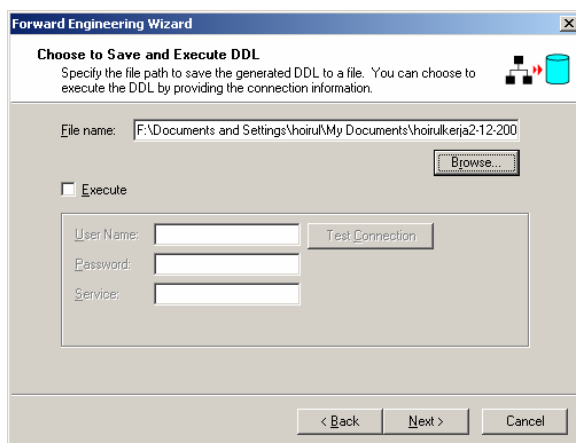 Forward Engineering Wizard
Choose to Save and Execute DDL
Specify the file path to save the generated DDL to a file. You can choose to
execute the DDL by providing the connection information.
File name: F:\Documents and Settings\hoirul\My Documents\hoirulkerja2-12-200
Browse...
Execute
User Name: Test Connection
Password:
Service:
< Back Next > Cancel